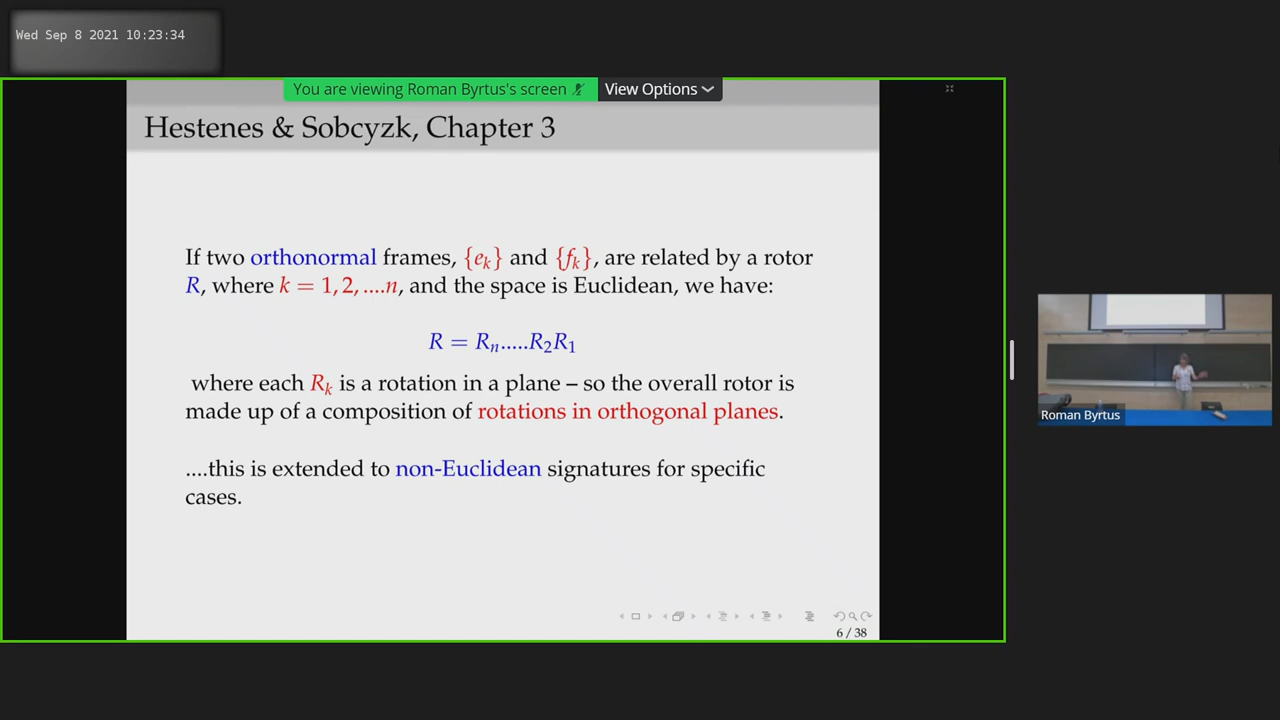 Wed Sep 8 2021 10:23:34
You are viewing Roman Byrtus's screen
View Options
Hestenes & Sobcyzk, Chapter 3
If two orthonormal frames, {e_k} and {f_k}, are related by a rotor
R, where k = 1, 2, ....n, and the space is Euclidean, we have:
R = R_n.....R_2R_1
where each R_k is a rotation in a plane – so the overall rotor is
made up of a composition of rotations in orthogonal planes.
....this is extended to non-Euclidean signatures for specific
cases.
6 / 38
Roman Byrtus